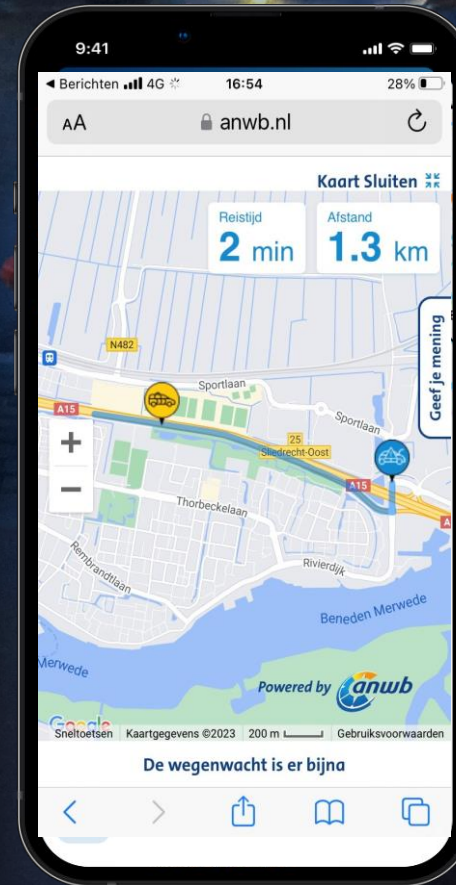 9:41
Berichten 4G 16:54 28%
AA anwb.nl
Kaart Sluiten
Reistijd Afstand
2 min 1.3 km
Geef je mening
N482
Sportlaan
A15
Sportlaan
25
Sliedrecht-Oost
+
A15
−
Thorbeckelaan
A
Rembrandtlaan
Rivierdijk
Beneden Merwede
Merwede
Powered by anwb
Google
Sneltoetsen Kaartgegevens ©2023 200 m Gebruiksvoorwaarden
De wegenwacht is er bijna